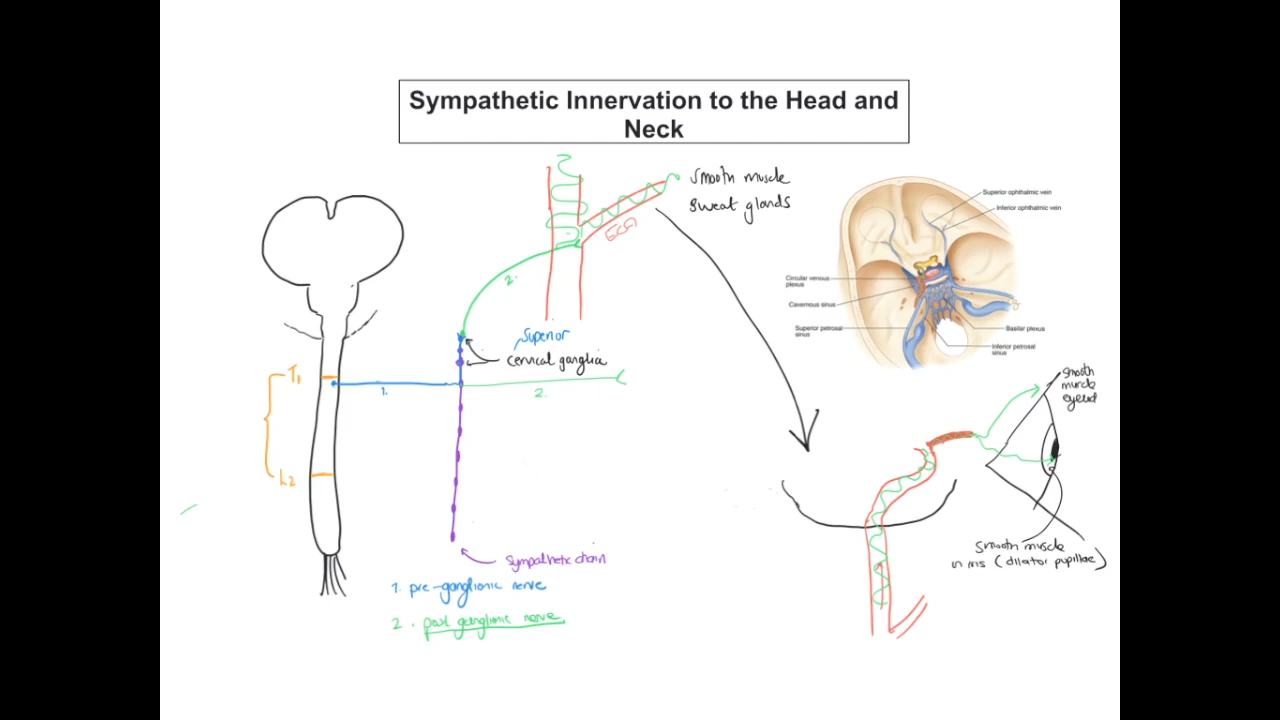 Sympathetic Innervation to the Head and
Neck
Smooth muscle
Sweat glands
ECA
2.
Superior
Cervical ganglia
T1
1.
2.
L2
Sympathetic chain
1. pre-ganglionic nerve
2. post ganglionic nerve
Superior ophthalmic vein
Inferior ophthalmic vein
Circular venous
plexus
Cavernous sinus
Superior petrosal
sinus
Basilar plexus
Inferior petrosal
sinus
Smooth
muscle
eyelid
Smooth muscle
in iris (dilator pupillae)